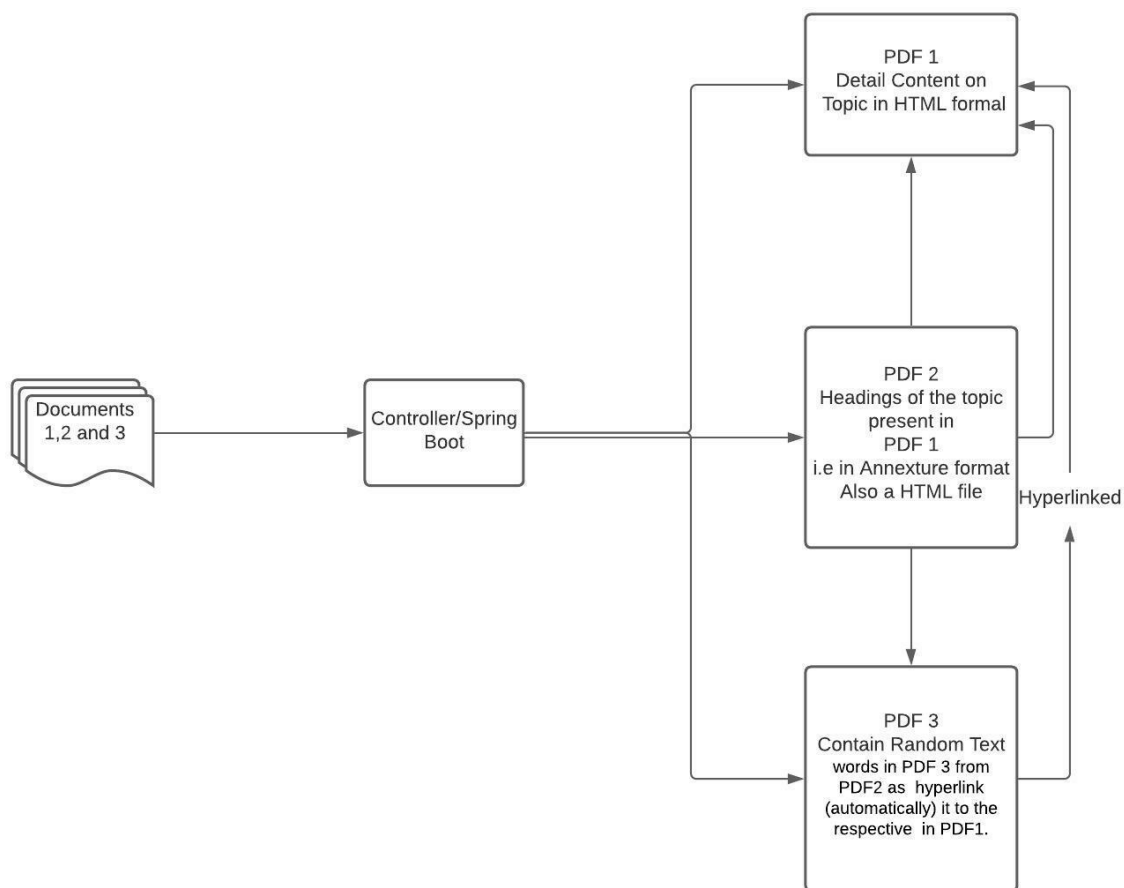 PDF 1
Detail Content on
Topic in HTML formal
PDF 2
Headings of the topic
present in
PDF 1
i.e in Annexture format
Also a HTML file
Documents
1,2 and 3
Controller/Spring
Boot
Hyperlinked
PDF 3
Contain Random Text
words in PDF 3 from
PDF2 as hyperlink
(automatically) it to the
respective in PDF1.